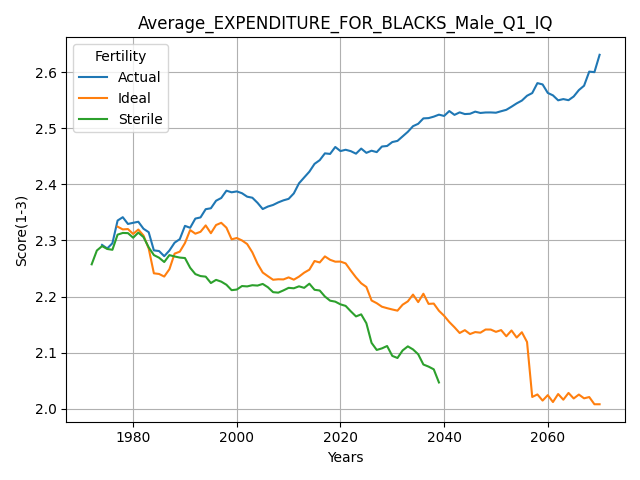 Average_EXPENDITURE_FOR_BLACKS_Male_Q1_IQ
Fertility
Actual
Ideal
Sterile
Score(1-3)
2.6
2.5
2.4
2.3
2.2
2.1
2.0
1980
2000
2020
2040
2060
Years